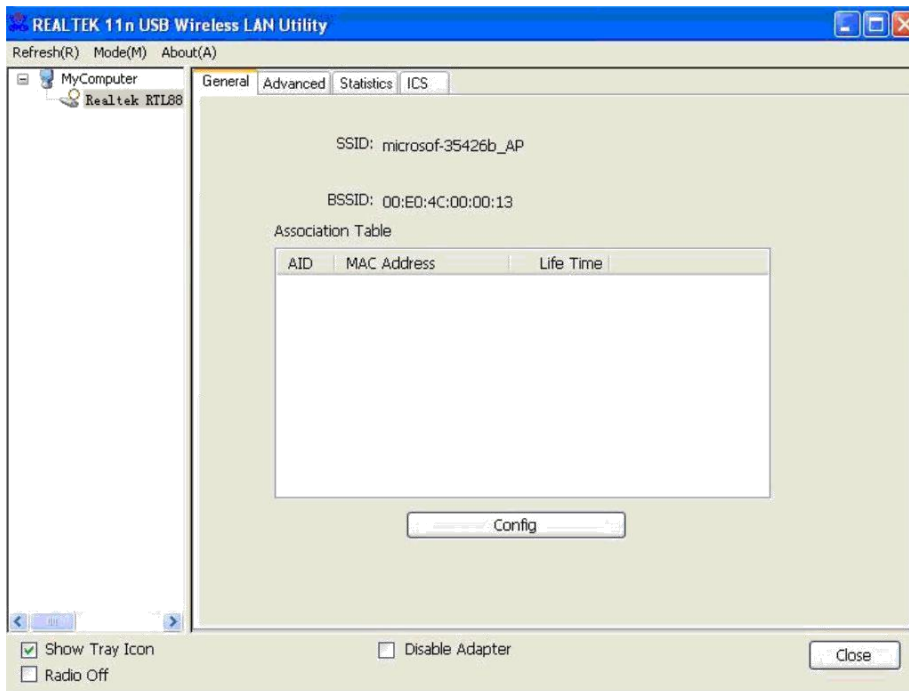 REALTEK 11n USB Wireless LAN Utility
Refresh(R) Mode(M) About(A)
MyComputer
Realtek RTL88
General Advanced Statistics ICS
SSID: microsof-35426b_AP
BSSID: 00:E0:4C:00:00:13
Association Table
AID MAC Address Life Time
Config
Show Tray Icon
Radio Off
Disable Adapter
Close